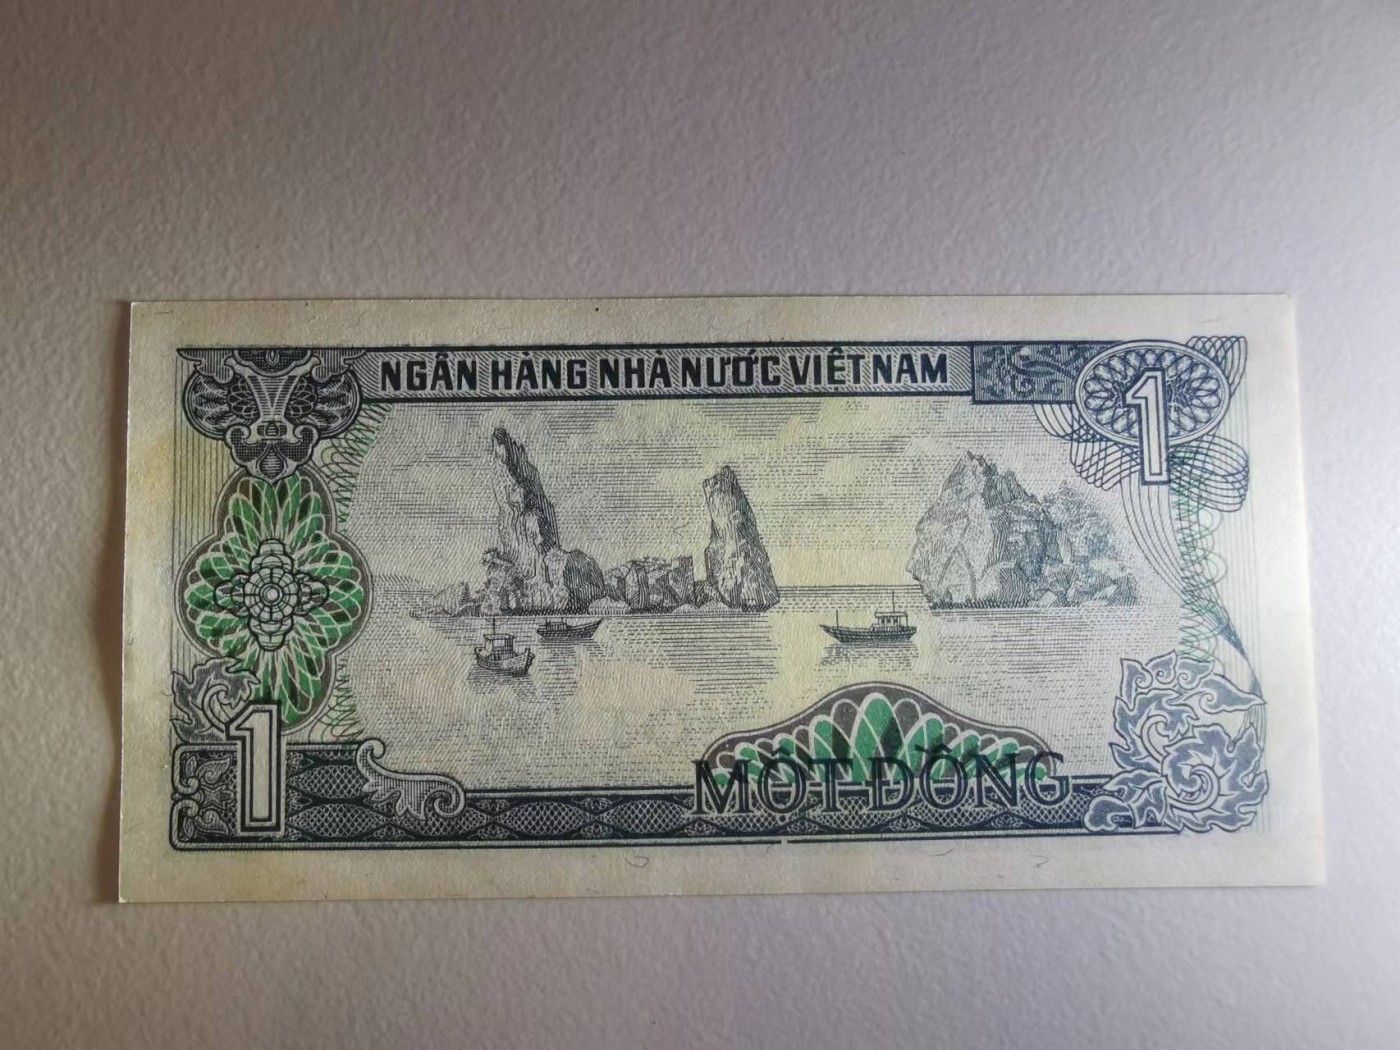 NGÂN HÀNG NHÀ NƯỚC VIỆT NAM
1
1
MỘT ĐỒNG